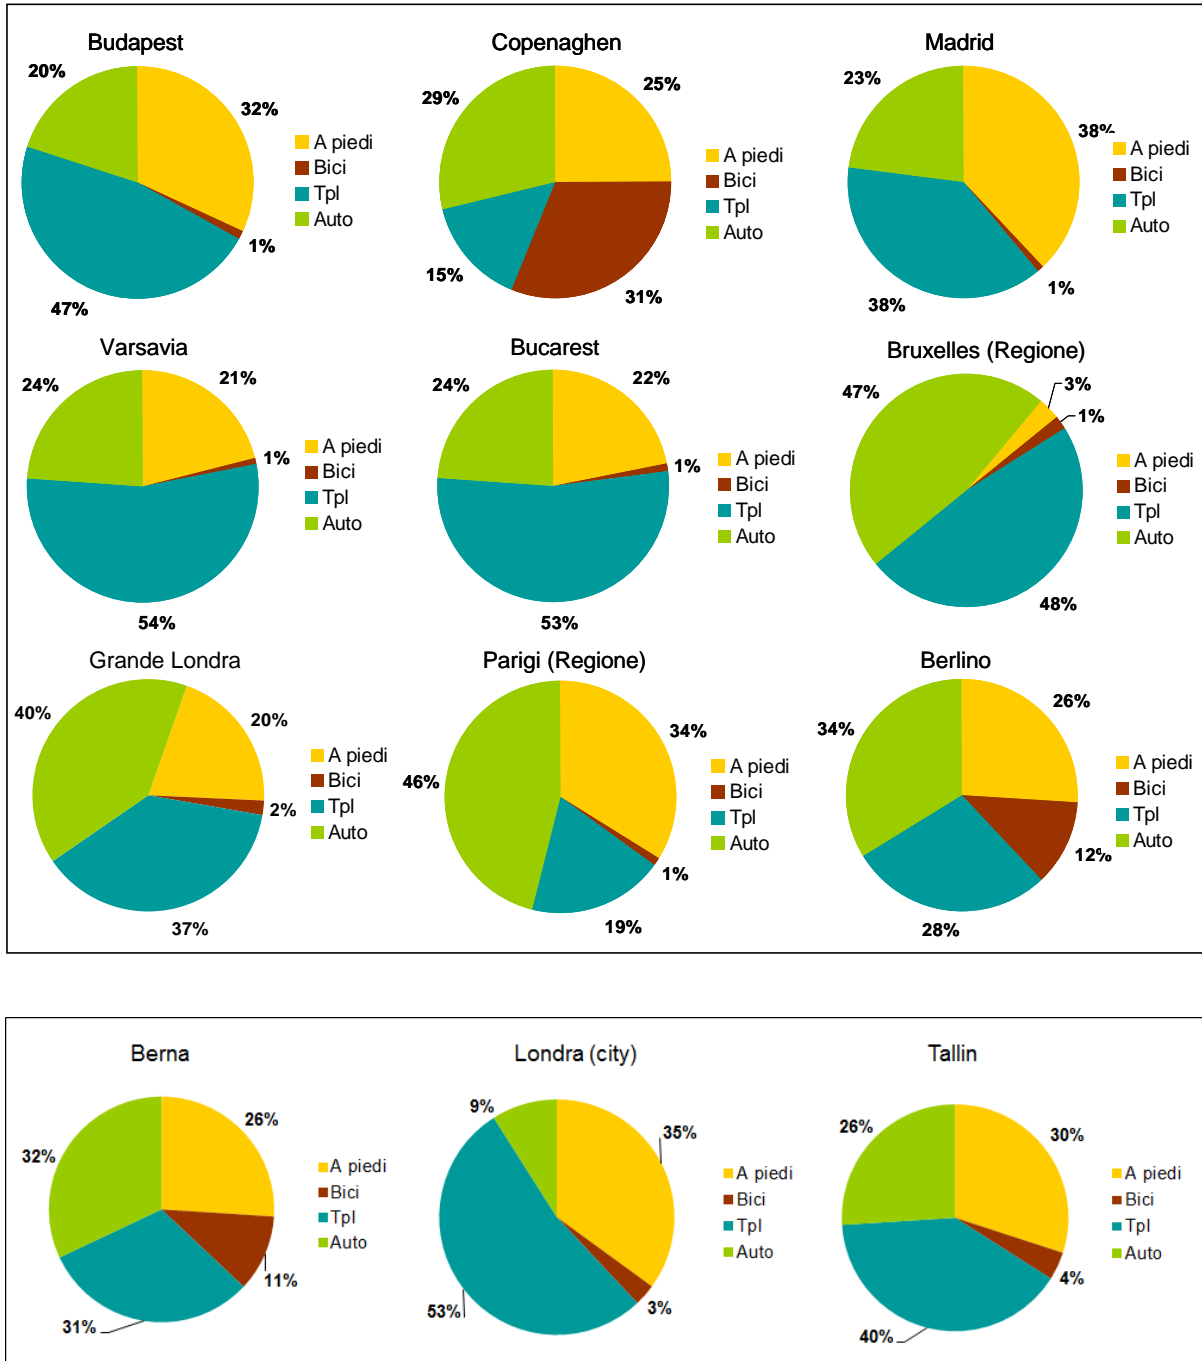 Budapest
20%
32%
1%
47%
A piedi
Bici
Tpl
Auto
Copenaghen
29%
25%
15%
31%
A piedi
Bici
Tpl
Auto
Madrid
23%
38%
1%
38%
A piedi
Bici
Tpl
Auto
Varsavia
24%
21%
1%
54%
A piedi
Bici
Tpl
Auto
Bucarest
24%
22%
1%
53%
A piedi
Bici
Tpl
Auto
Bruxelles (Regione)
47%
3%
1%
48%
A piedi
Bici
Tpl
Auto
Grande Londra
40%
20%
2%
37%
A piedi
Bici
Tpl
Auto
Parigi (Regione)
46%
34%
1%
19%
A piedi
Bici
Tpl
Auto
Berlino
34%
26%
12%
28%
A piedi
Bici
Tpl
Auto
Berna
32%
26%
11%
31%
A piedi
Bici
Tpl
Auto
Londra (city)
9%
35%
3%
53%
A piedi
Bici
Tpl
Auto
Tallin
26%
30%
4%
40%
A piedi
Bici
Tpl
Auto